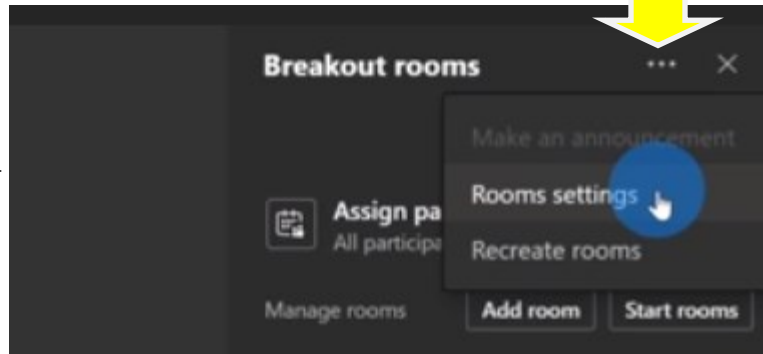 Breakout rooms
Make an announcement
Rooms settings
Assign pa
All participa
Recreate rooms
Manage rooms
Add room
Start rooms